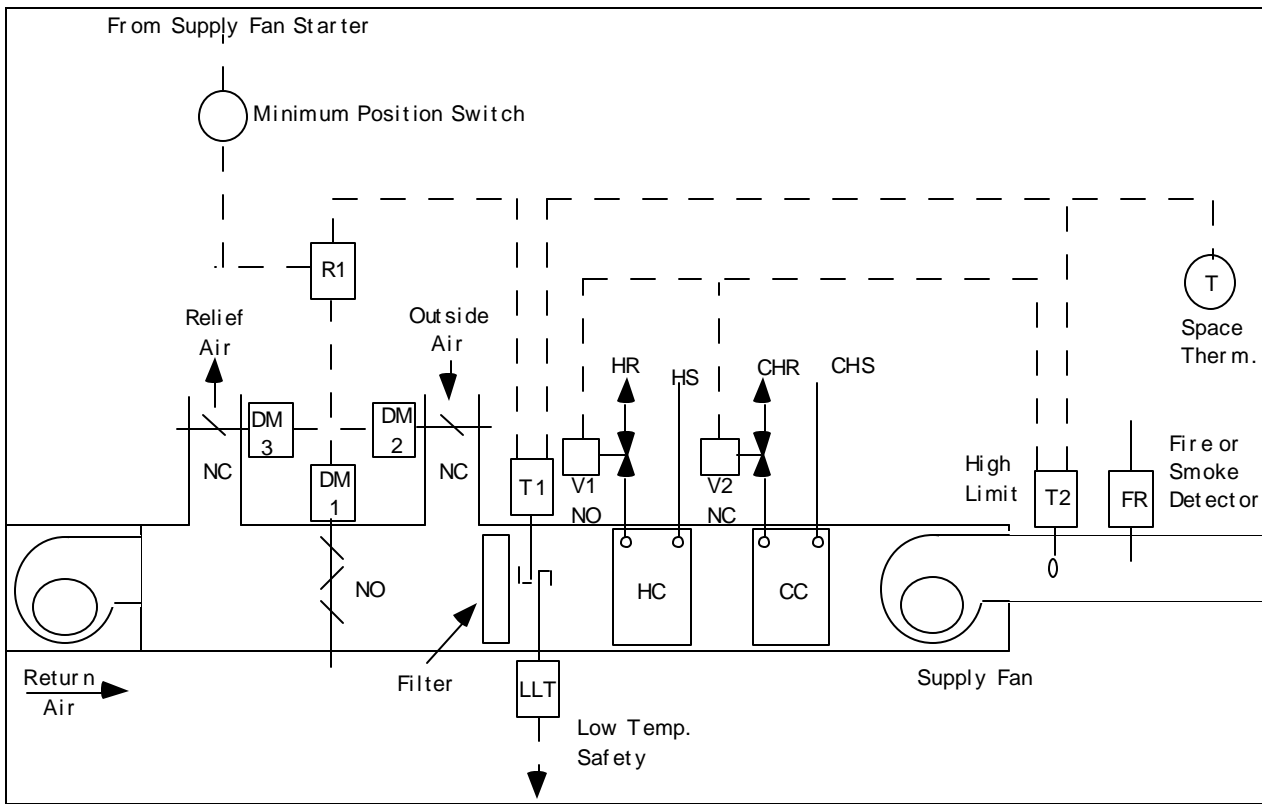 From Supply Fan Starter
Minimum Position Switch
R1
T
Relief
Air
Outside
Air
Space
Therm.
HR
HS
CHR
CHS
DM
3
DM
2
NC
NC
DM
1
T1
V1
NO
V2
NC
High
Limit
T2
FR
Fire or
Smoke
Detector
NO
HC
CC
Return
Air
Filter
LLT
Supply Fan
Low Temp.
Safety